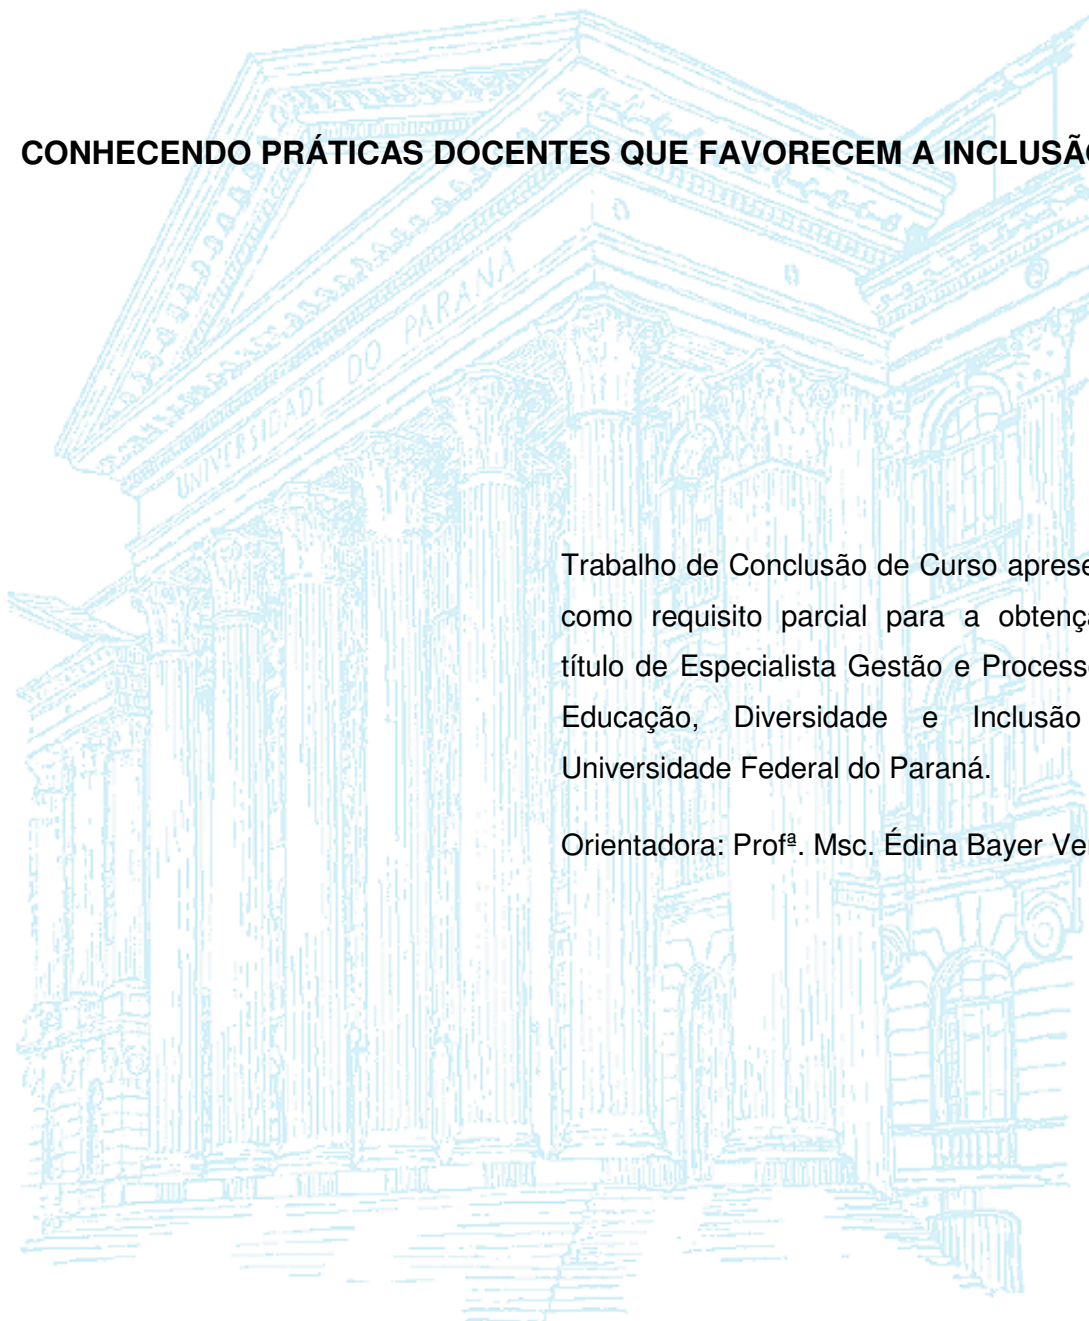 CONHECENDO PRÁTICAS DOCENTES QUE FAVORECEM A INCLUSÃO
UNIVERSIDADE DO PARANÁ
Trabalho de Conclusão de Curso aprese
como requisito parcial para a obtenç
título de Especialista Gestão e Process
Educação, Diversidade e Inclusão
Universidade Federal do Paraná.
Orientadora: Profª. Msc. Édina Bayer Ve